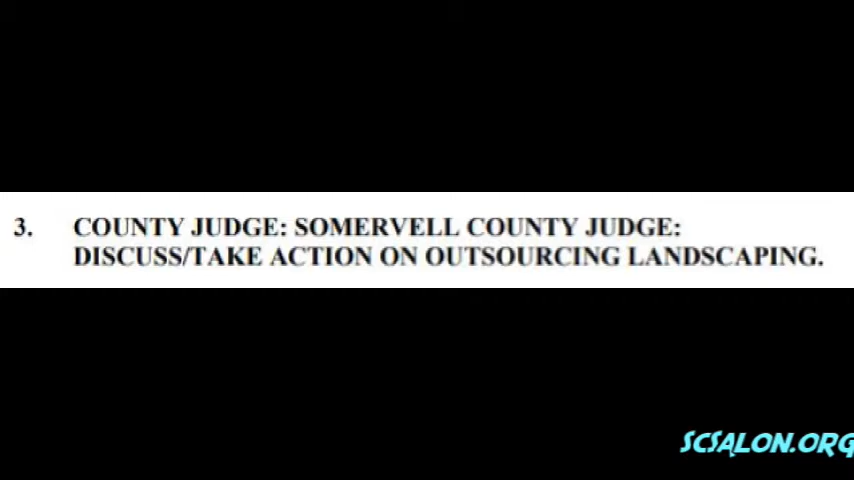 3. COUNTY JUDGE: SOMERVELL COUNTY JUDGE:
DISCUSS/TAKE ACTION ON OUTSOURCING LANDSCAPING.
SCSALON.ORG